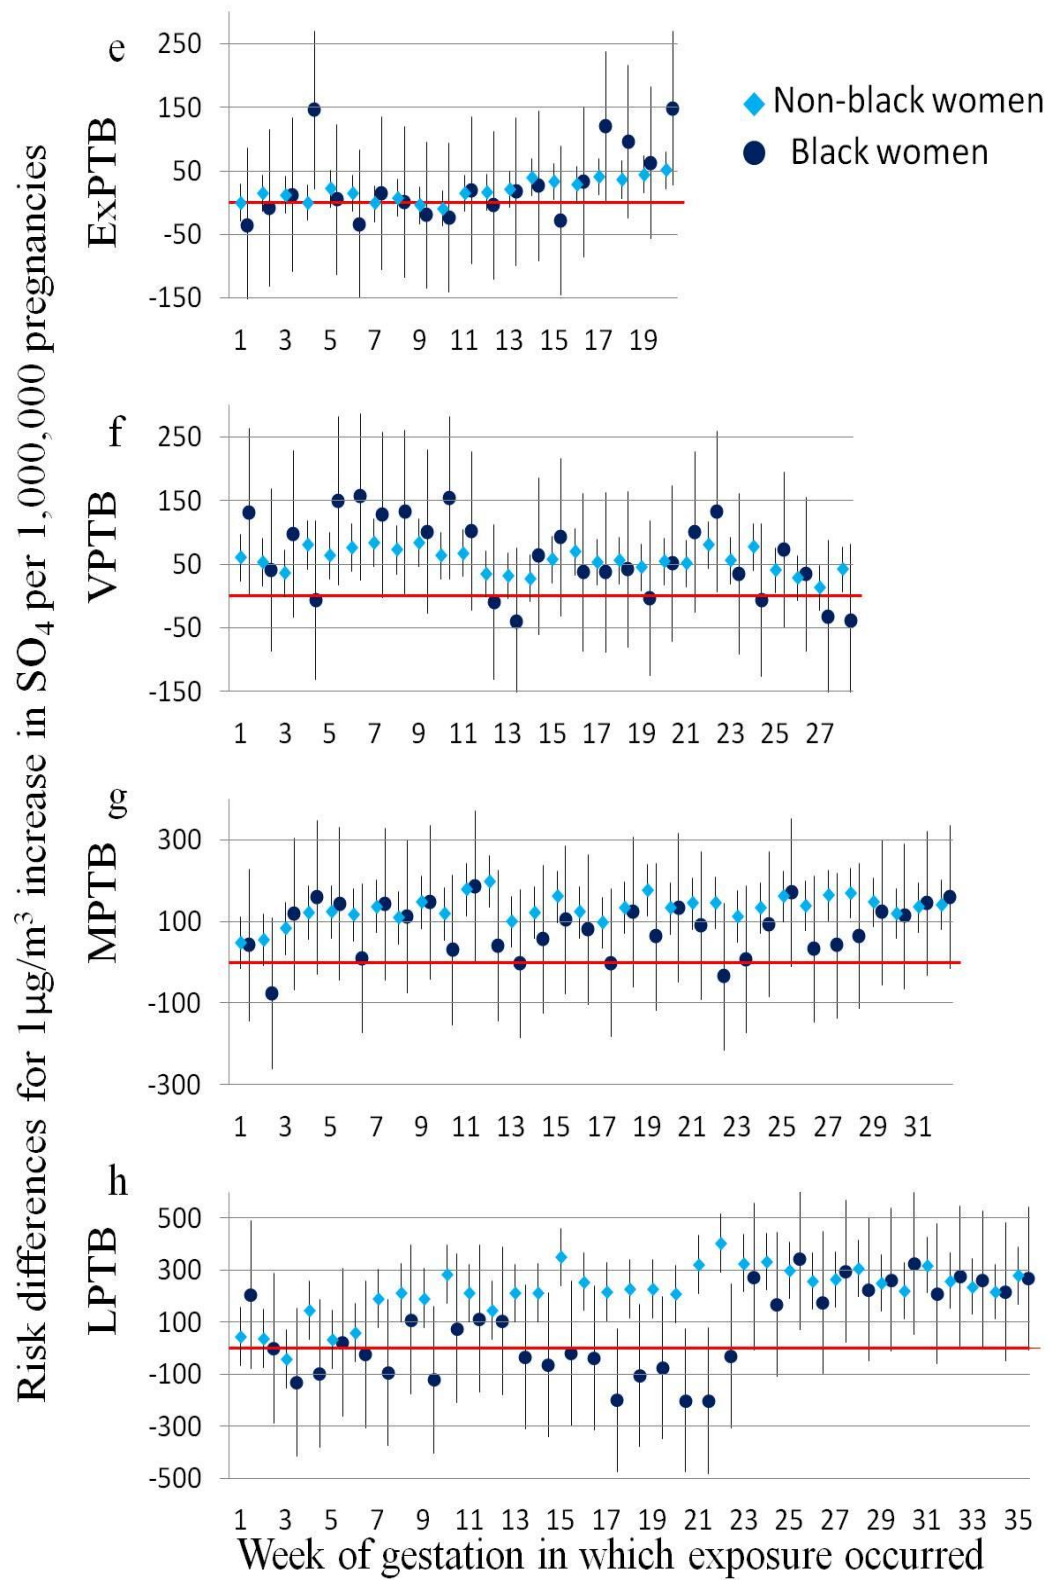 Risk differences for 1µg/m³ increase in SO₄ per 1,000,000 pregnancies
e
ExPTB
250
150
50
-50
-150
1 3 5 7 9 11 13 15 17 19
Non-black women
Black women
f
VPTB
250
150
50
-50
-150
1 3 5 7 9 11 13 15 17 19 21 23 25 27
g
MPTB
300
100
-100
-300
1 3 5 7 9 11 13 15 17 19 21 23 25 27 29 31
h
LPTB
500
300
100
-100
-300
-500
1 3 5 7 9 11 13 15 17 19 21 23 25 27 29 31 33 35
Week of gestation in which exposure occurred